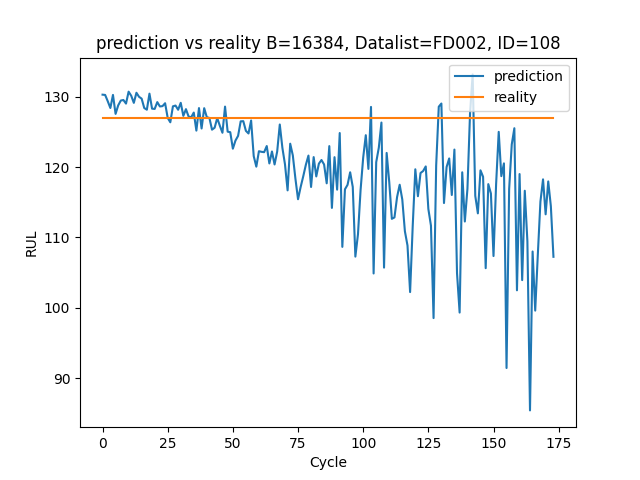 prediction vs reality B=16384, Datalist=FD002, ID=108
prediction
reality
130
120
110
100
90
RUL
0 25 50 75 100 125 150 175
Cycle